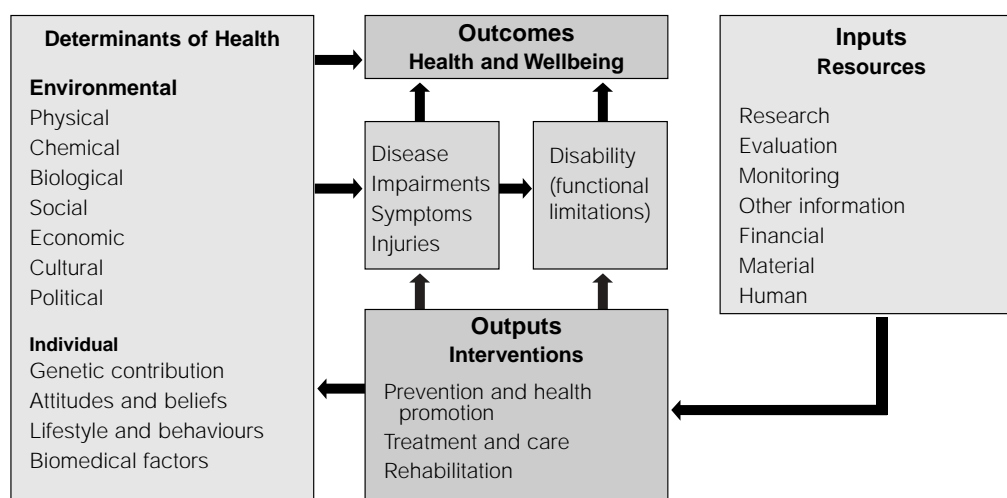 Determinants of Health
Environmental
Physical
Chemical
Biological
Social
Economic
Cultural
Political
Individual
Genetic contribution
Attitudes and beliefs
Lifestyle and behaviours
Biomedical factors
Outcomes
Health and Wellbeing
Disease
Impairments
Symptoms
Injuries
Disability
(functional
limitations)
Outputs
Interventions
Prevention and health
promotion
Treatment and care
Rehabilitation
Inputs
Resources
Research
Evaluation
Monitoring
Other information
Financial
Material
Human